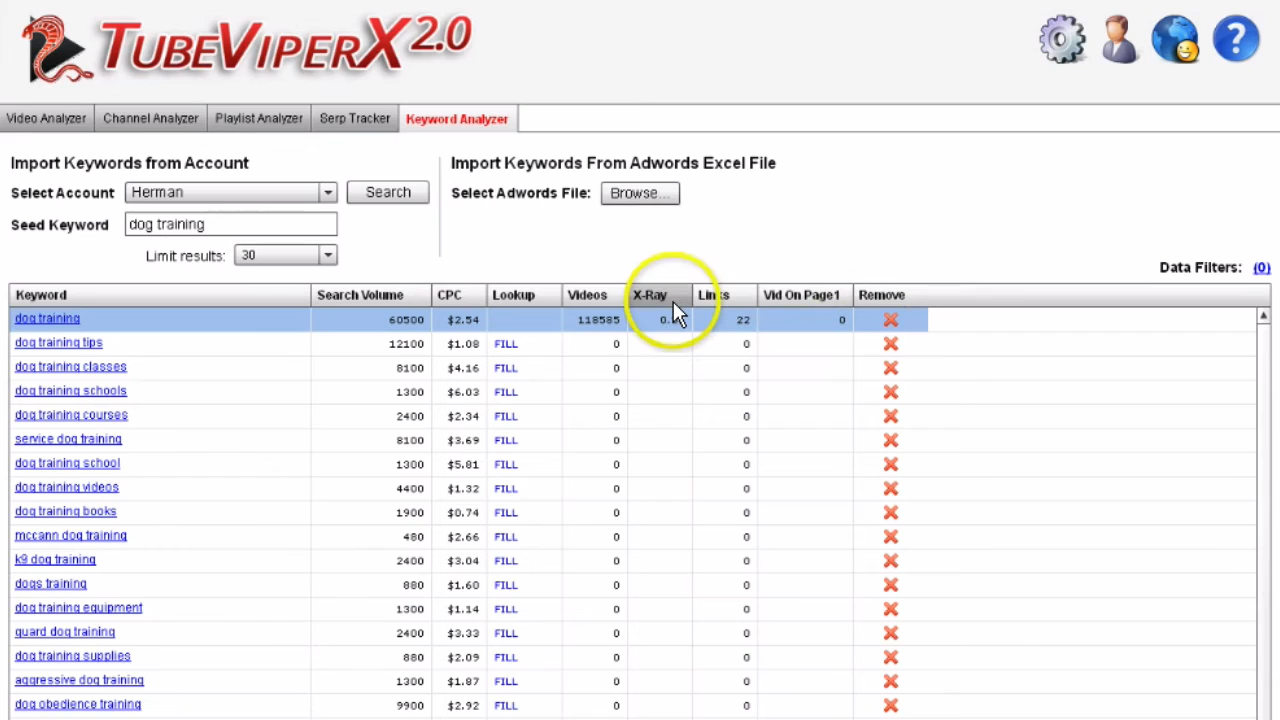 TUBEVIPERX 2.0
?
Video Analyzer Channel Analyzer Playlist Analyzer Serp Tracker Keyword Analyzer
Import Keywords from Account
Select Account Herman Search
Seed Keyword dog training
Limit results: 30
Import Keywords From Adwords Excel File
Select Adwords File: Browse...
Data Filters: (0)
Keyword Search Volume CPC Lookup Videos X-Ray Links Vid On Page1 Remove
dog training 60500 $2.54 118585 22 0
dog training tips 12100 $1.08 FILL 0 0
dog training classes 8100 $4.16 FILL 0 0
dog training schools 1300 $6.03 FILL 0 0
dog training courses 2400 $2.34 FILL 0 0
service dog training 8100 $3.69 FILL 0 0
dog training school 1300 $5.81 FILL 0 0
dog training videos 4400 $1.32 FILL 0 0
dog training books 1900 $0.74 FILL 0 0
mccann dog training 480 $2.66 FILL 0 0
k9 dog training 2400 $3.04 FILL 0 0
dogs training 880 $1.60 FILL 0 0
dog training equipment 1300 $1.14 FILL 0 0
guard dog training 2400 $3.33 FILL 0 0
dog training supplies 880 $2.09 FILL 0 0
aggressive dog training 1300 $1.87 FILL 0 0
dog obedience training 9900 $2.92 FILL 0 0